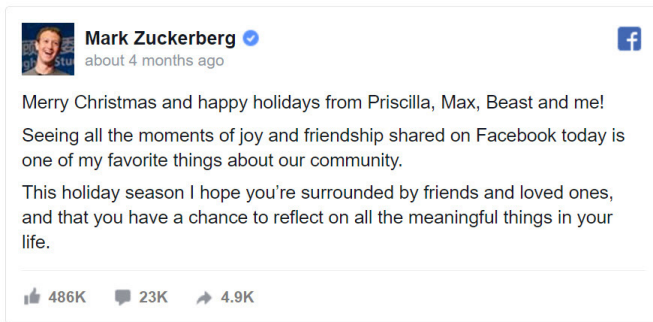 Mark Zuckerberg
about 4 months ago
Merry Christmas and happy holidays from Priscilla, Max, Beast and me!
Seeing all the moments of joy and friendship shared on Facebook today is
one of my favorite things about our community.
This holiday season I hope you’re surrounded by friends and loved ones,
and that you have a chance to reflect on all the meaningful things in your
life.
486K 23K 4.9K